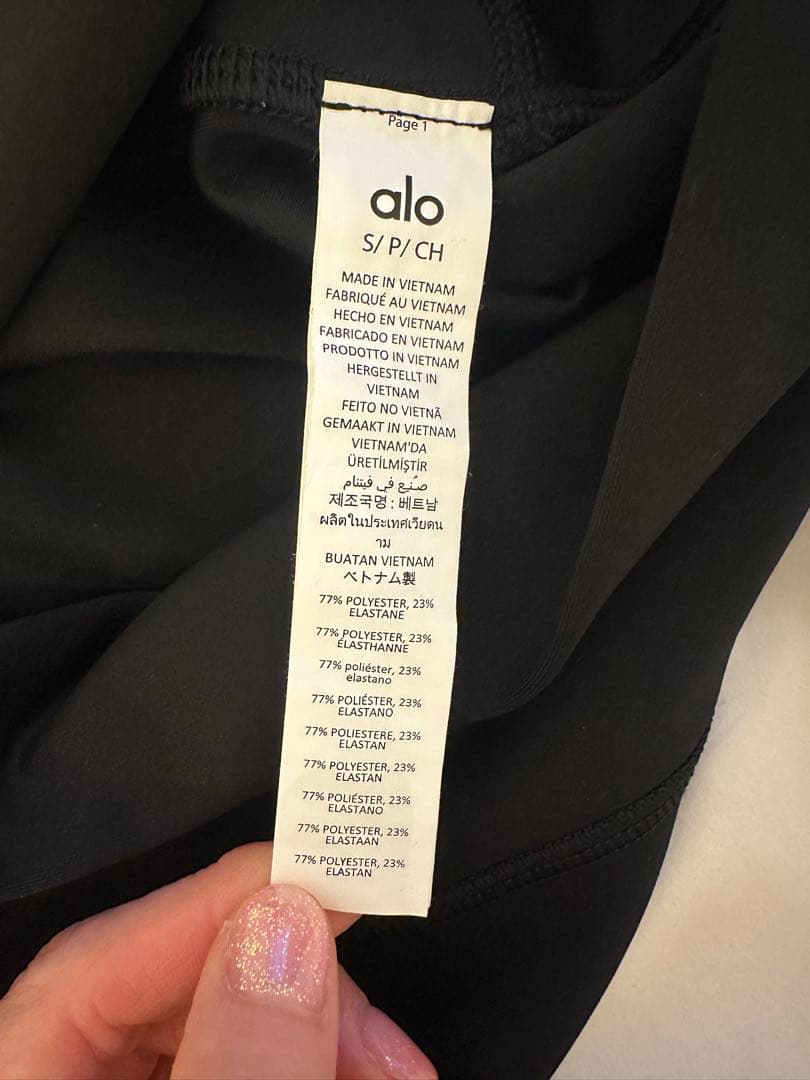 Page 1
alo
S/ P/ CH
MADE IN VIETNAM
FABRIQUÉ AU VIETNAM
HECHO EN VIETNAM
FABRICADO EN VIETNAM
PRODOTTO IN VIETNAM
HERGESTELLT IN
VIETNAM
FEITO NO VIETNÃ
GEMAAKT IN VIETNAM
VIETNAM'DA
ÜRETİLMİŞTİR
صُنِع في فيتنام
제조국명 : 베트남
ผลิตในประเทศเวียดน
าม
BUATAN VIETNAM
ベトナム製
77% POLYESTER, 23%
ELASTANE
77% POLYESTER, 23%
ÉLASTHANNE
77% poliéster, 23%
elastano
77% POLIÉSTER, 23%
ELASTANO
77% POLIESTERE, 23%
ELASTAN
77% POLYESTER, 23%
ELASTAN
77% POLIÉSTER, 23%
ELASTANO
77% POLYESTER, 23%
ELASTAAN
77% POLYESTER, 23%
ELASTAN